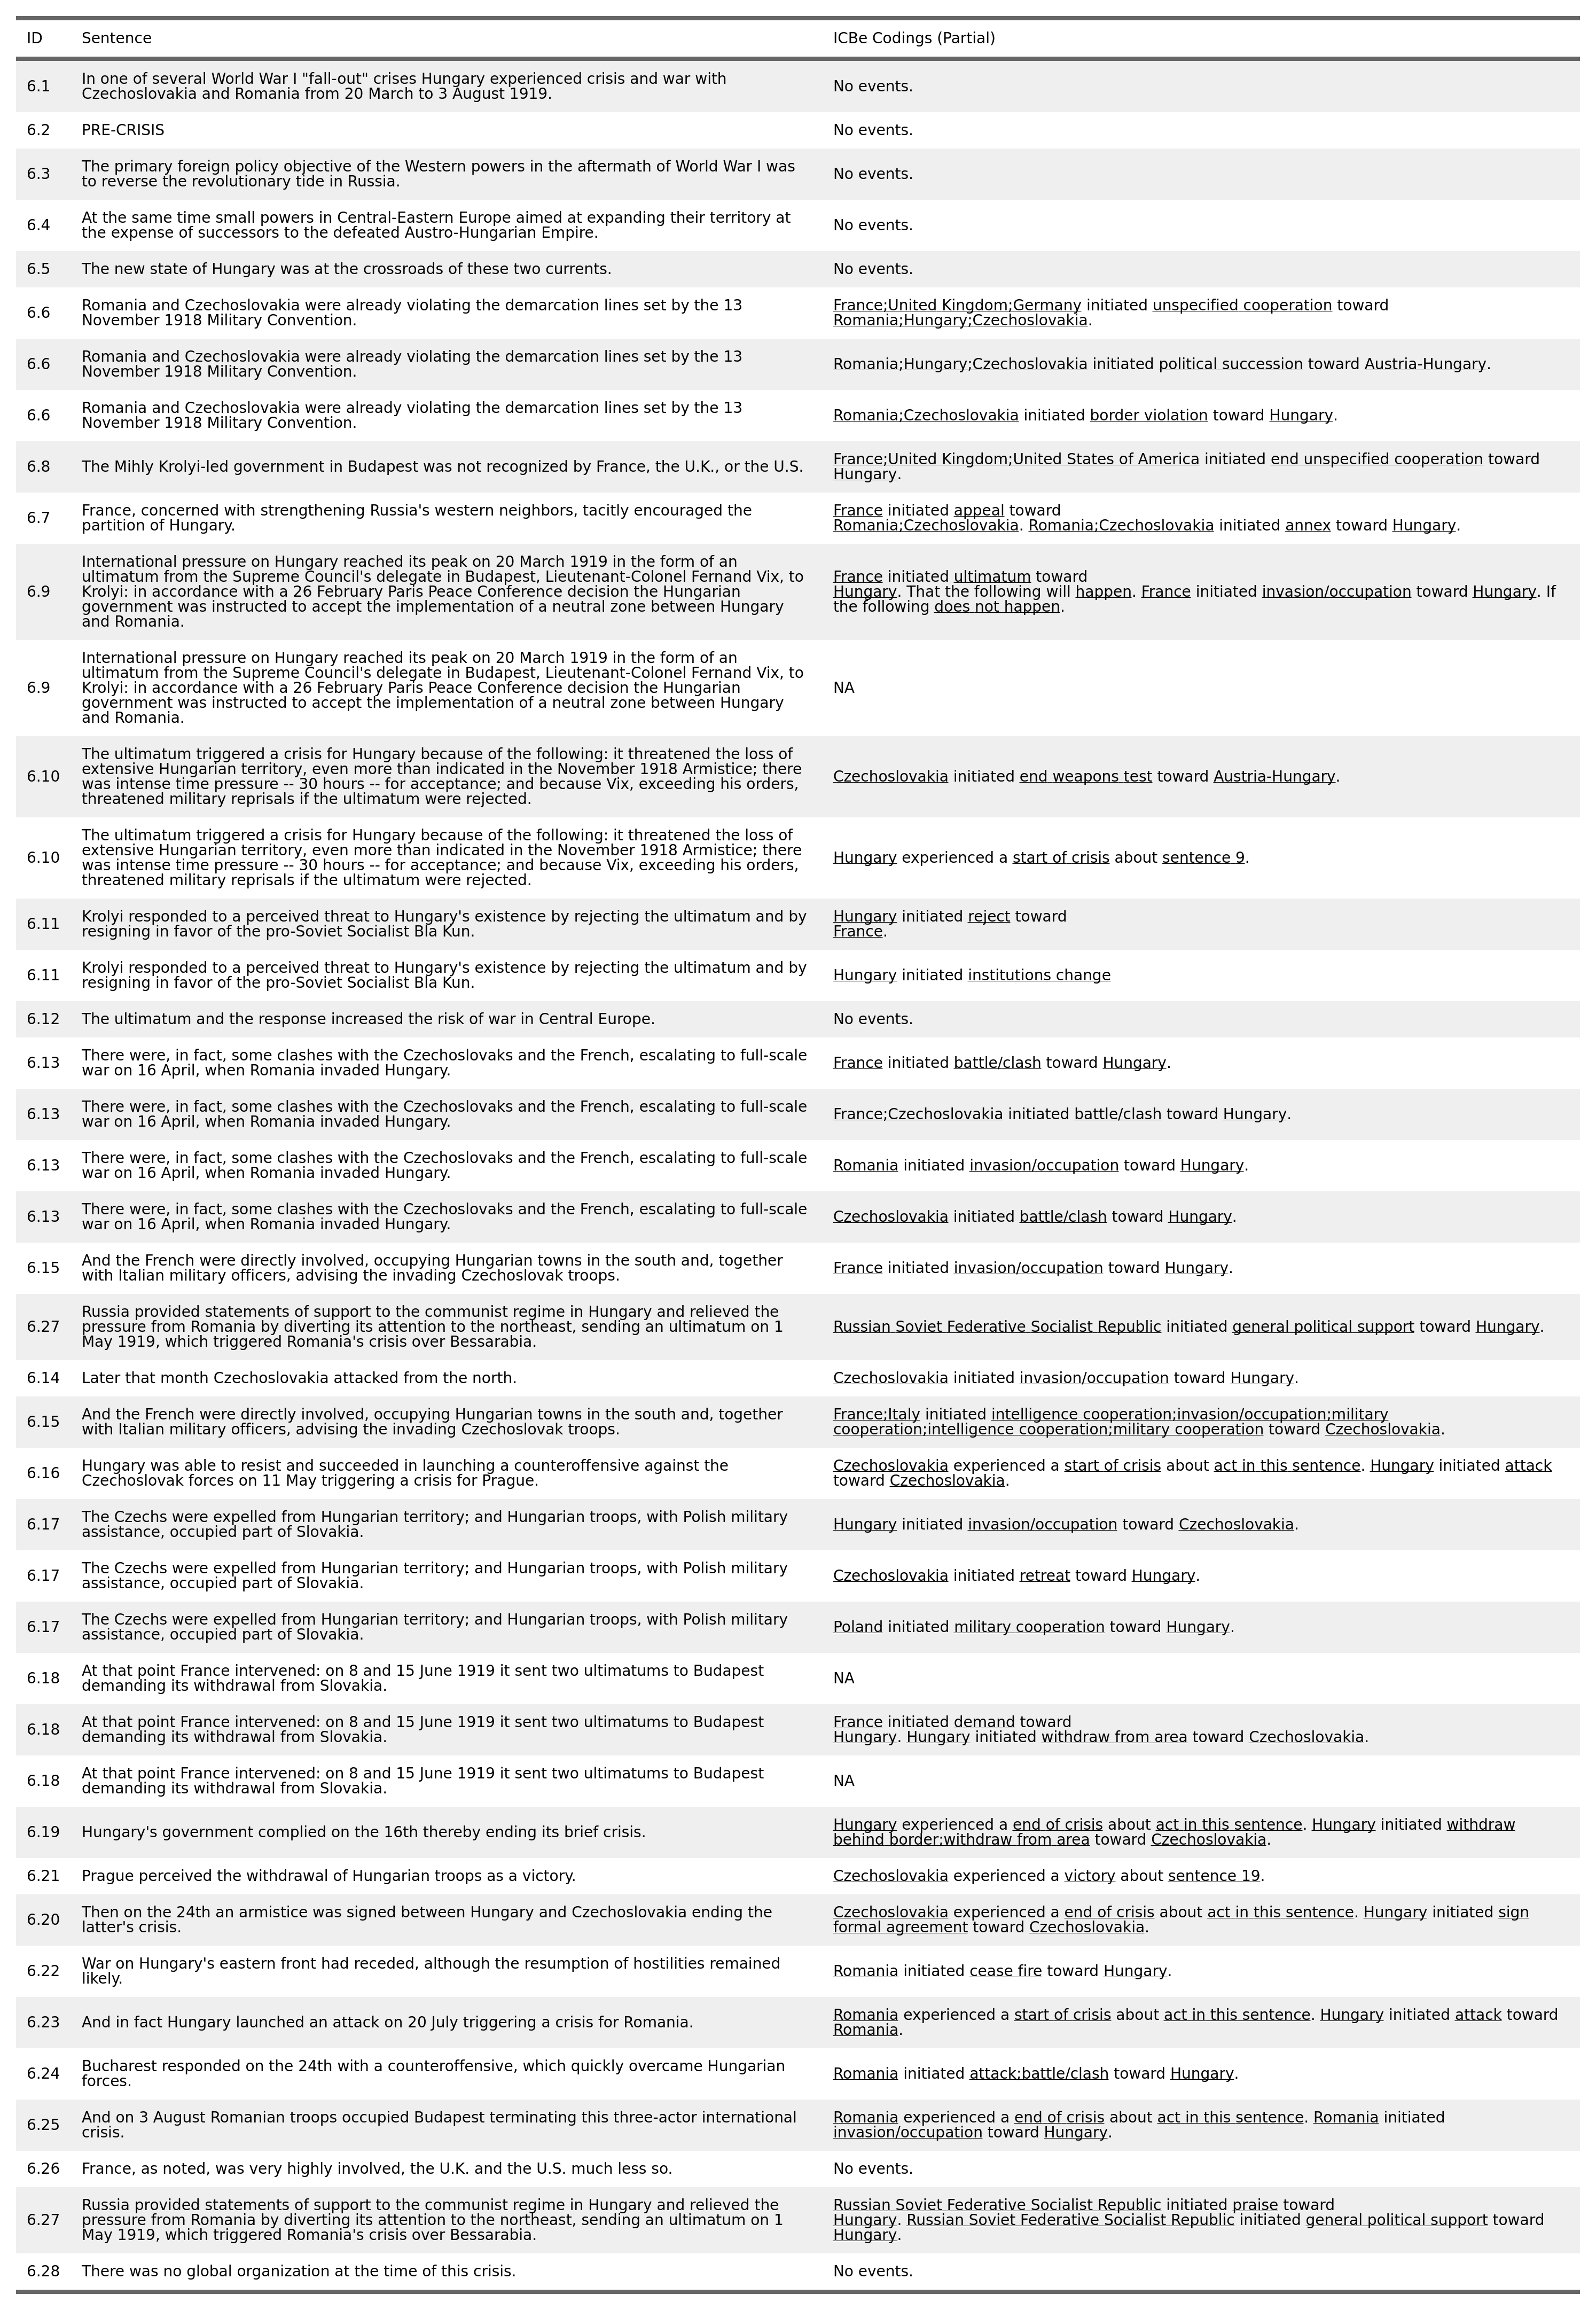 ID Sentence ICBe Codings (Partial)
6.1 In one of several World War I "fall-out" crises Hungary experienced crisis and war with
Czechoslovakia and Romania from 20 March to 3 August 1919. No events.
6.2 PRE-CRISIS No events.
6.3 The primary foreign policy objective of the Western powers in the aftermath of World War I was
to reverse the revolutionary tide in Russia. No events.
6.4 At the same time small powers in Central-Eastern Europe aimed at expanding their territory at
the expense of successors to the defeated Austro-Hungarian Empire. No events.
6.5 The new state of Hungary was at the crossroads of these two currents. No events.
6.6 Romania and Czechoslovakia were already violating the demarcation lines set by the 13
November 1918 Military Convention.
France;United Kingdom;Germany initiated unspecified cooperation toward
Romania;Hungary;Czechoslovakia.
6.6 Romania and Czechoslovakia were already violating the demarcation lines set by the 13
November 1918 Military Convention.
Romania;Hungary;Czechoslovakia initiated political succession toward Austria-Hungary.
6.6 Romania and Czechoslovakia were already violating the demarcation lines set by the 13
November 1918 Military Convention.
Romania;Czechoslovakia initiated border violation toward Hungary.
6.8 The Mihly Krolyi-led government in Budapest was not recognized by France, the U.K., or the U.S.
France;United Kingdom;United States of America initiated end unspecified cooperation toward
Hungary.
6.7 France, concerned with strengthening Russia's western neighbors, tacitly encouraged the
partition of Hungary.
France initiated appeal toward
Romania;Czechoslovakia. Romania;Czechoslovakia initiated annex toward Hungary.
6.9 International pressure on Hungary reached its peak on 20 March 1919 in the form of an
ultimatum from the Supreme Council's delegate in Budapest, Lieutenant-Colonel Fernand Vix, to
Krolyi: in accordance with a 26 February Paris Peace Conference decision the Hungarian
government was instructed to accept the implementation of a neutral zone between Hungary
and Romania.
France initiated ultimatum toward
Hungary. That the following will happen. France initiated invasion/occupation toward Hungary. If
the following does not happen.
6.9 International pressure on Hungary reached its peak on 20 March 1919 in the form of an
ultimatum from the Supreme Council's delegate in Budapest, Lieutenant-Colonel Fernand Vix, to
Krolyi: in accordance with a 26 February Paris Peace Conference decision the Hungarian
government was instructed to accept the implementation of a neutral zone between Hungary
and Romania.
NA
6.10 The ultimatum triggered a crisis for Hungary because of the following: it threatened the loss of
extensive Hungarian territory, even more than indicated in the November 1918 Armistice; there
was intense time pressure -- 30 hours -- for acceptance; and because Vix, exceeding his orders,
threatened military reprisals if the ultimatum were rejected.
Czechoslovakia initiated end weapons test toward Austria-Hungary.
6.10 The ultimatum triggered a crisis for Hungary because of the following: it threatened the loss of
extensive Hungarian territory, even more than indicated in the November 1918 Armistice; there
was intense time pressure -- 30 hours -- for acceptance; and because Vix, exceeding his orders,
threatened military reprisals if the ultimatum were rejected.
Hungary experienced a start of crisis about sentence 9.
6.11 Krolyi responded to a perceived threat to Hungary's existence by rejecting the ultimatum and by
resigning in favor of the pro-Soviet Socialist Bla Kun.
Hungary initiated reject toward
France.
6.11 Krolyi responded to a perceived threat to Hungary's existence by rejecting the ultimatum and by
resigning in favor of the pro-Soviet Socialist Bla Kun.
Hungary initiated institutions change
6.12 The ultimatum and the response increased the risk of war in Central Europe. No events.
6.13 There were, in fact, some clashes with the Czechoslovaks and the French, escalating to full-scale
war on 16 April, when Romania invaded Hungary.
France initiated battle/clash toward Hungary.
6.13 There were, in fact, some clashes with the Czechoslovaks and the French, escalating to full-scale
war on 16 April, when Romania invaded Hungary.
France;Czechoslovakia initiated battle/clash toward Hungary.
6.13 There were, in fact, some clashes with the Czechoslovaks and the French, escalating to full-scale
war on 16 April, when Romania invaded Hungary.
Romania initiated invasion/occupation toward Hungary.
6.13 There were, in fact, some clashes with the Czechoslovaks and the French, escalating to full-scale
war on 16 April, when Romania invaded Hungary.
Czechoslovakia initiated battle/clash toward Hungary.
6.15 And the French were directly involved, occupying Hungarian towns in the south and, together
with Italian military officers, advising the invading Czechoslovak troops.
France initiated invasion/occupation toward Hungary.
6.27 Russia provided statements of support to the communist regime in Hungary and relieved the
pressure from Romania by diverting its attention to the northeast, sending an ultimatum on 1
May 1919, which triggered Romania's crisis over Bessarabia.
Russian Soviet Federative Socialist Republic initiated general political support toward Hungary.
6.14 Later that month Czechoslovakia attacked from the north. Czechoslovakia initiated invasion/occupation toward Hungary.
6.15 And the French were directly involved, occupying Hungarian towns in the south and, together
with Italian military officers, advising the invading Czechoslovak troops.
France;Italy initiated intelligence cooperation;invasion/occupation;military
cooperation;intelligence cooperation;military cooperation toward Czechoslovakia.
6.16 Hungary was able to resist and succeeded in launching a counteroffensive against the
Czechoslovak forces on 11 May triggering a crisis for Prague.
Czechoslovakia experienced a start of crisis about act in this sentence. Hungary initiated attack
toward Czechoslovakia.
6.17 The Czechs were expelled from Hungarian territory; and Hungarian troops, with Polish military
assistance, occupied part of Slovakia.
Hungary initiated invasion/occupation toward Czechoslovakia.
6.17 The Czechs were expelled from Hungarian territory; and Hungarian troops, with Polish military
assistance, occupied part of Slovakia.
Czechoslovakia initiated retreat toward Hungary.
6.17 The Czechs were expelled from Hungarian territory; and Hungarian troops, with Polish military
assistance, occupied part of Slovakia.
Poland initiated military cooperation toward Hungary.
6.18 At that point France intervened: on 8 and 15 June 1919 it sent two ultimatums to Budapest
demanding its withdrawal from Slovakia.
NA
6.18 At that point France intervened: on 8 and 15 June 1919 it sent two ultimatums to Budapest
demanding its withdrawal from Slovakia.
France initiated demand toward
Hungary. Hungary initiated withdraw from area toward Czechoslovakia.
6.18 At that point France intervened: on 8 and 15 June 1919 it sent two ultimatums to Budapest
demanding its withdrawal from Slovakia.
NA
6.19 Hungary's government complied on the 16th thereby ending its brief crisis.
Hungary experienced a end of crisis about act in this sentence. Hungary initiated withdraw
behind border;withdraw from area toward Czechoslovakia.
6.21 Prague perceived the withdrawal of Hungarian troops as a victory. Czechoslovakia experienced a victory about sentence 19.
6.20 Then on the 24th an armistice was signed between Hungary and Czechoslovakia ending the
latter's crisis.
Czechoslovakia experienced a end of crisis about act in this sentence. Hungary initiated sign
formal agreement toward Czechoslovakia.
6.22 War on Hungary's eastern front had receded, although the resumption of hostilities remained
likely.
Romania initiated cease fire toward Hungary.
6.23 And in fact Hungary launched an attack on 20 July triggering a crisis for Romania.
Romania experienced a start of crisis about act in this sentence. Hungary initiated attack toward
Romania.
6.24 Bucharest responded on the 24th with a counteroffensive, which quickly overcame Hungarian
forces.
Romania initiated attack;battle/clash toward Hungary.
6.25 And on 3 August Romanian troops occupied Budapest terminating this three-actor international
crisis.
Romania experienced a end of crisis about act in this sentence. Romania initiated
invasion/occupation toward Hungary.
6.26 France, as noted, was very highly involved, the U.K. and the U.S. much less so. No events.
6.27 Russia provided statements of support to the communist regime in Hungary and relieved the
pressure from Romania by diverting its attention to the northeast, sending an ultimatum on 1
May 1919, which triggered Romania's crisis over Bessarabia.
Russian Soviet Federative Socialist Republic initiated praise toward
Hungary. Russian Soviet Federative Socialist Republic initiated general political support toward
Hungary.
6.28 There was no global organization at the time of this crisis. No events.